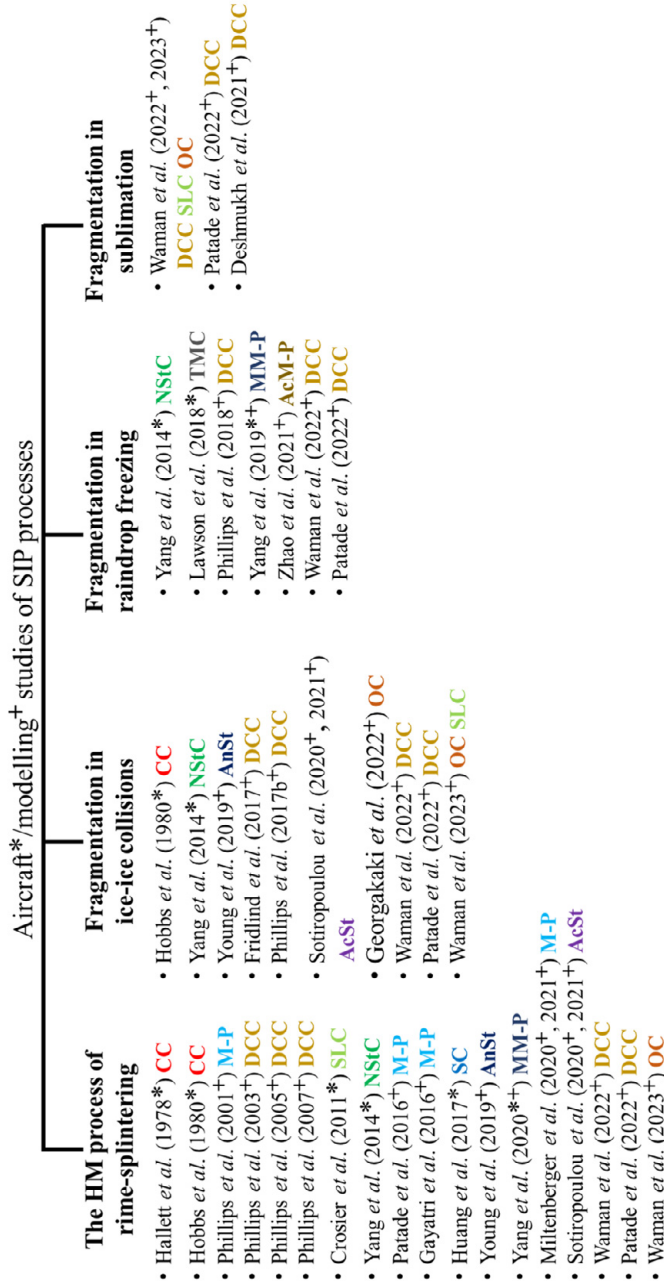 Aircraft*/modelling⁺ studies of SIP processes
The HM process of
rime-splintering
• Hallett et al. (1978*) CC
• Hobbs et al. (1980*) CC
• Phillips et al. (2001⁺) M-P
• Phillips et al. (2003⁺) DCC
• Phillips et al. (2005⁺) DCC
• Phillips et al. (2007⁺) DCC
• Crosier et al. (2011*) SLC
• Yang et al. (2014*) NStC
• Patade et al. (2016⁺) M-P
• Gayatri et al. (2016⁺) M-P
• Huang et al. (2017*) SC
• Young et al. (2019⁺) AnSt
• Yang et al. (2020*⁺) MM-P
• Miltenberger et al. (2020⁺, 2021⁺) M-P
• Sotiropoulou et al. (2020⁺, 2021⁺) AcSt
• Waman et al. (2022⁺) DCC
• Patade et al. (2022⁺) DCC
• Waman et al. (2023⁺) OC
Fragmentation in
ice-ice collisions
• Hobbs et al. (1980*) CC
• Yang et al. (2014*) NStC
• Young et al. (2019⁺) AnSt
• Fridlind et al. (2017⁺) DCC
• Phillips et al. (2017b⁺) DCC
• Sotiropoulou et al. (2020⁺, 2021⁺)
AcSt
• Georgakaki et al. (2022⁺) OC
• Waman et al. (2022⁺) DCC
• Patade et al. (2022⁺) DCC
• Waman et al. (2023⁺) OC SLC
Fragmentation in
raindrop freezing
• Yang et al. (2014*) NStC
• Lawson et al. (2018*) TMC
• Phillips et al. (2018⁺) DCC
• Yang et al. (2019*⁺) MM-P
• Zhao et al. (2021⁺) AcM-P
• Waman et al. (2022⁺) DCC
• Patade et al. (2022⁺) DCC
Fragmentation in
sublimation
• Waman et al. (2022⁺, 2023⁺)
DCC SLC OC
• Patade et al. (2022⁺) DCC
• Deshmukh et al. (2021⁺) DCC